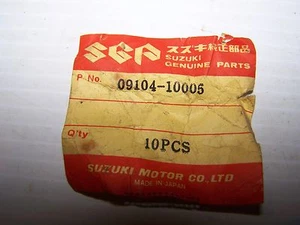 SGP スズキ純正部品
SUZUKI
GENUINE PARTS
P No. 09104-10005
Q'ty 10PCS
SUZUKI MOTOR CO., LTD
MADE IN JAPAN